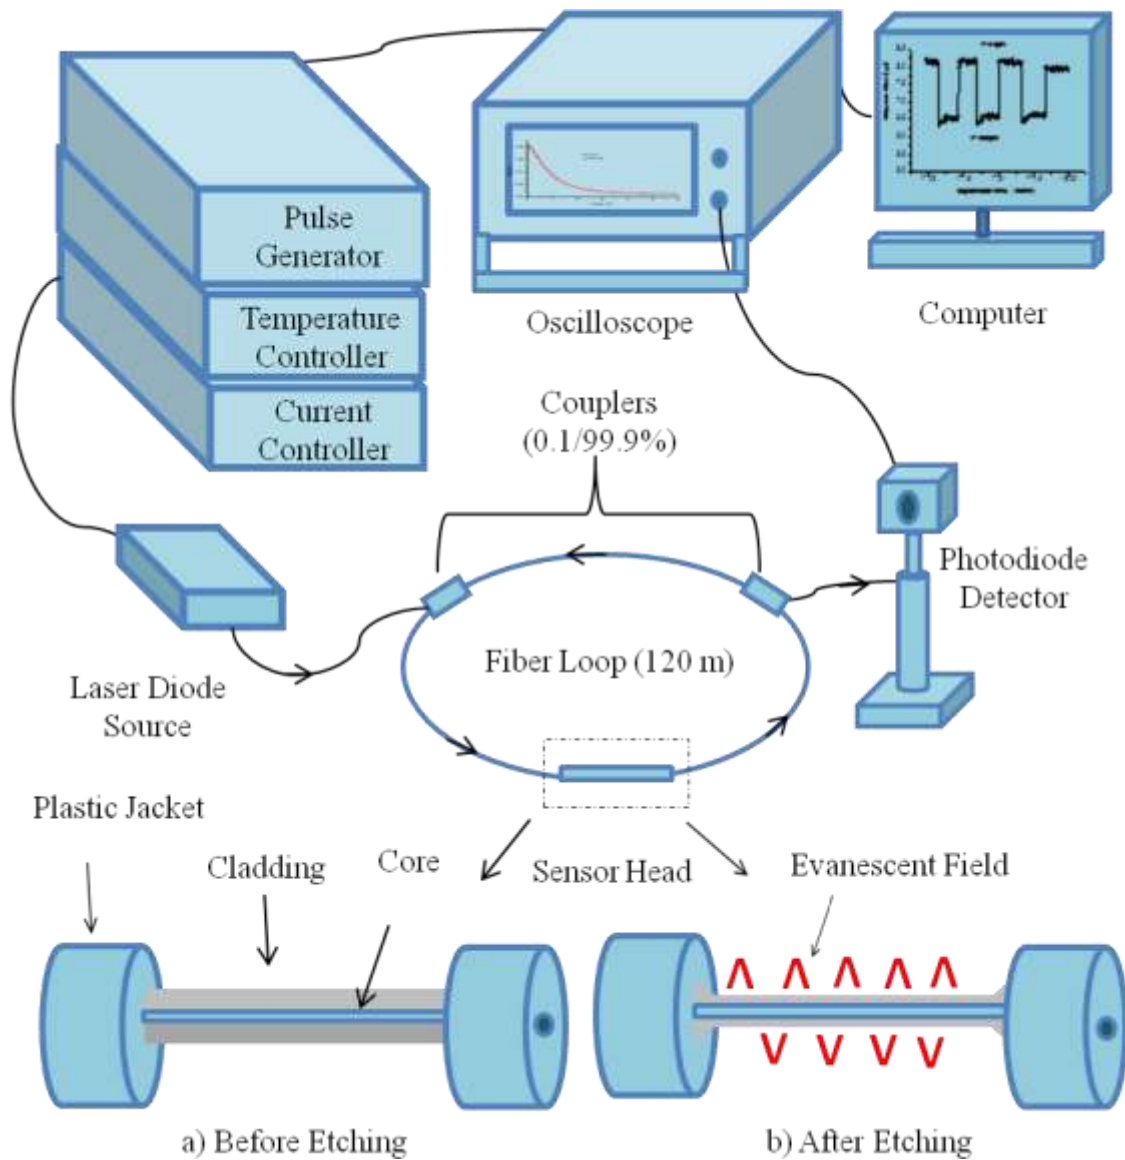 Pulse
Generator
Temperature
Controller
Current
Controller
Oscilloscope
Computer
Couplers
(0.1/99.9%)
Photodiode
Detector
Fiber Loop (120 m)
Laser Diode
Source
Plastic Jacket
Cladding
Core
Sensor Head
Evanescent Field
a) Before Etching
b) After Etching